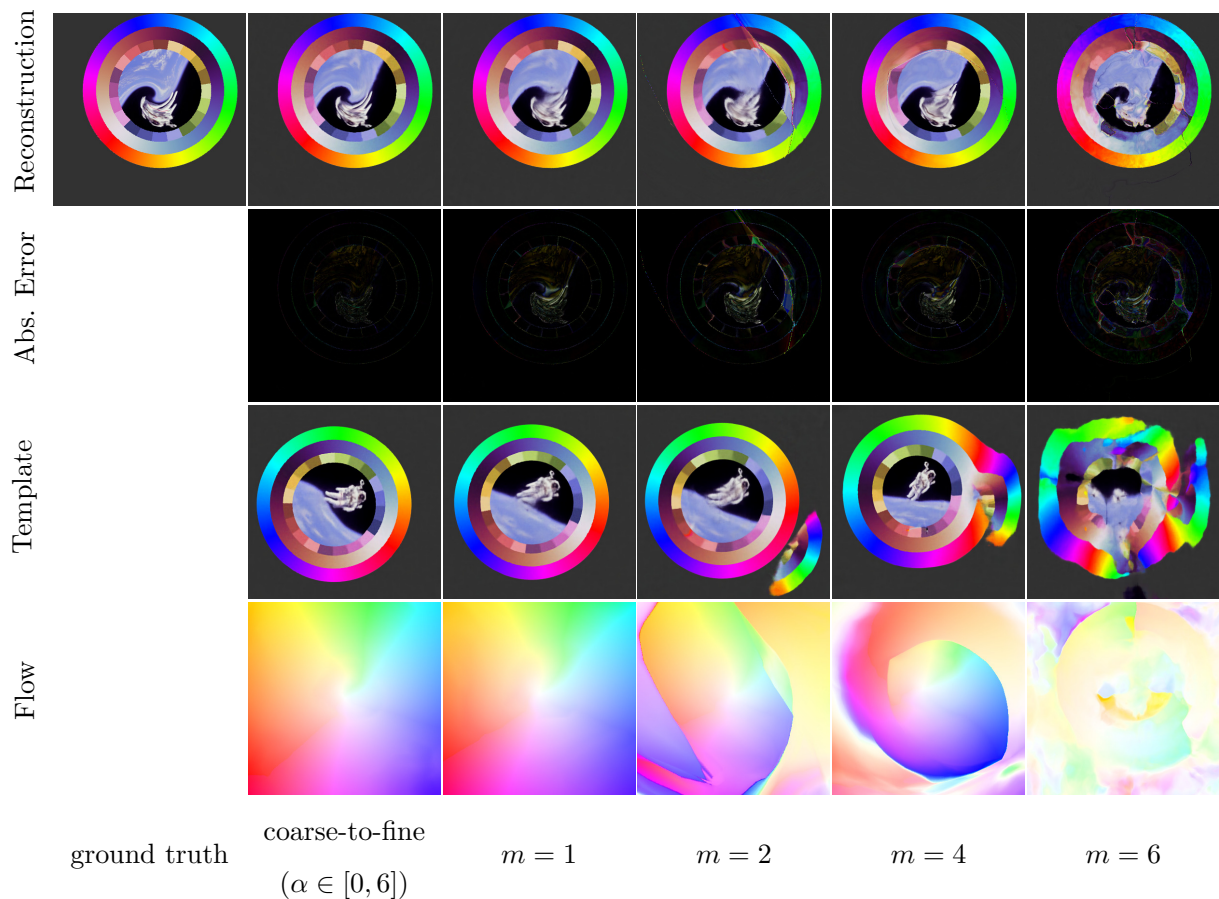 Reconstruction
Abs. Error
Template
Flow
ground truth
coarse-to-fine
(α ∈ [0, 6])
m = 1
m = 2
m = 4
m = 6